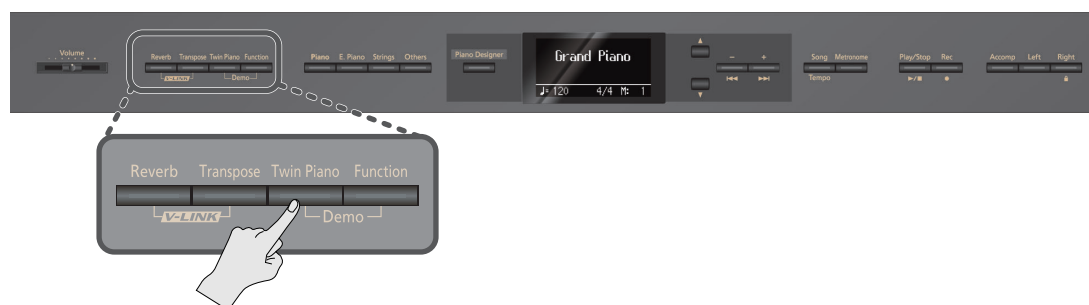 Volume
Reverb Transpose Twin Piano Function
V-LINK Demo
Piano E. Piano Strings Others
Piano Designer
Grand Piano
♩= 120 4/4 M: 1
− +
Song Metronome
Tempo
Play/Stop Rec
Accomp Left Right
Reverb Transpose Twin Piano Function
V-LINK Demo